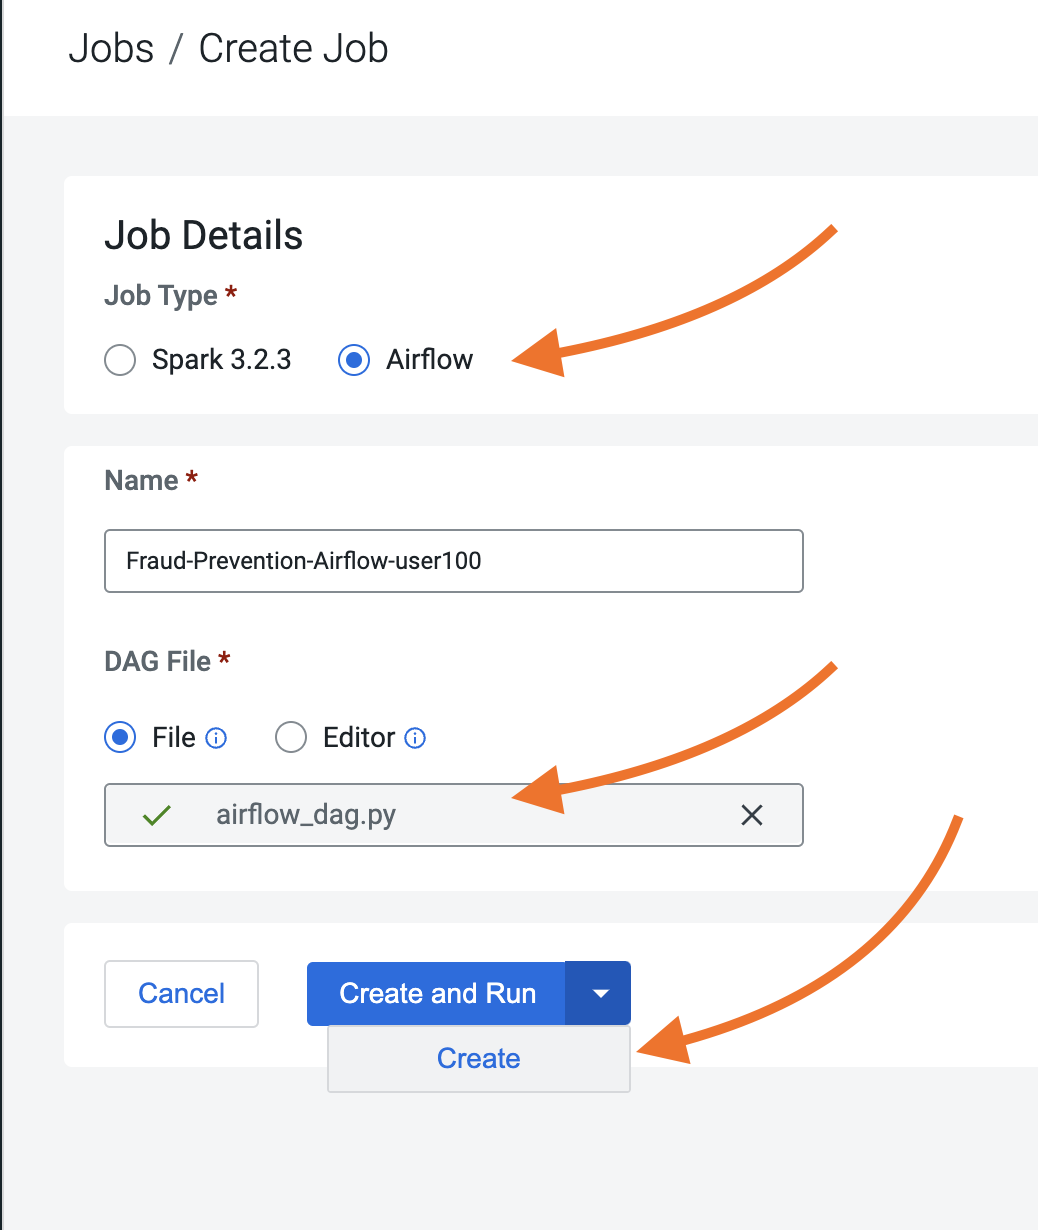 Jobs / Create Job
Job Details
Job Type *
Spark 3.2.3 Airflow
Name *
Fraud-Prevention-Airflow-user100
DAG File *
File Editor
airflow_dag.py
Cancel Create and Run
Create